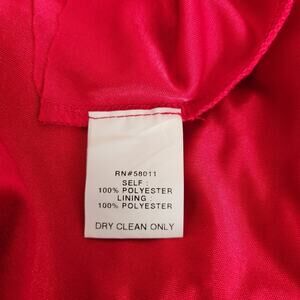 RN#58011
SELF :
100% POLYESTER
LINING :
100% POLYESTER
DRY CLEAN ONLY